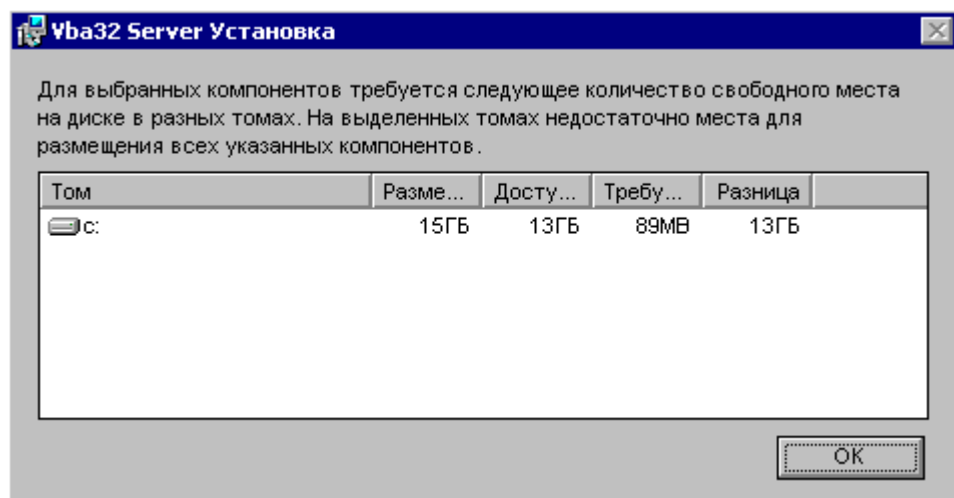 Vba32 Server Установка
Для выбранных компонентов требуется следующее количество свободного места
на диске в разных томах. На выделенных томах недостаточно места для
размещения всех указанных компонентов.
Том Разме... Досту... Требу... Разница
c: 15ГБ 13ГБ 89МВ 13ГБ
OK